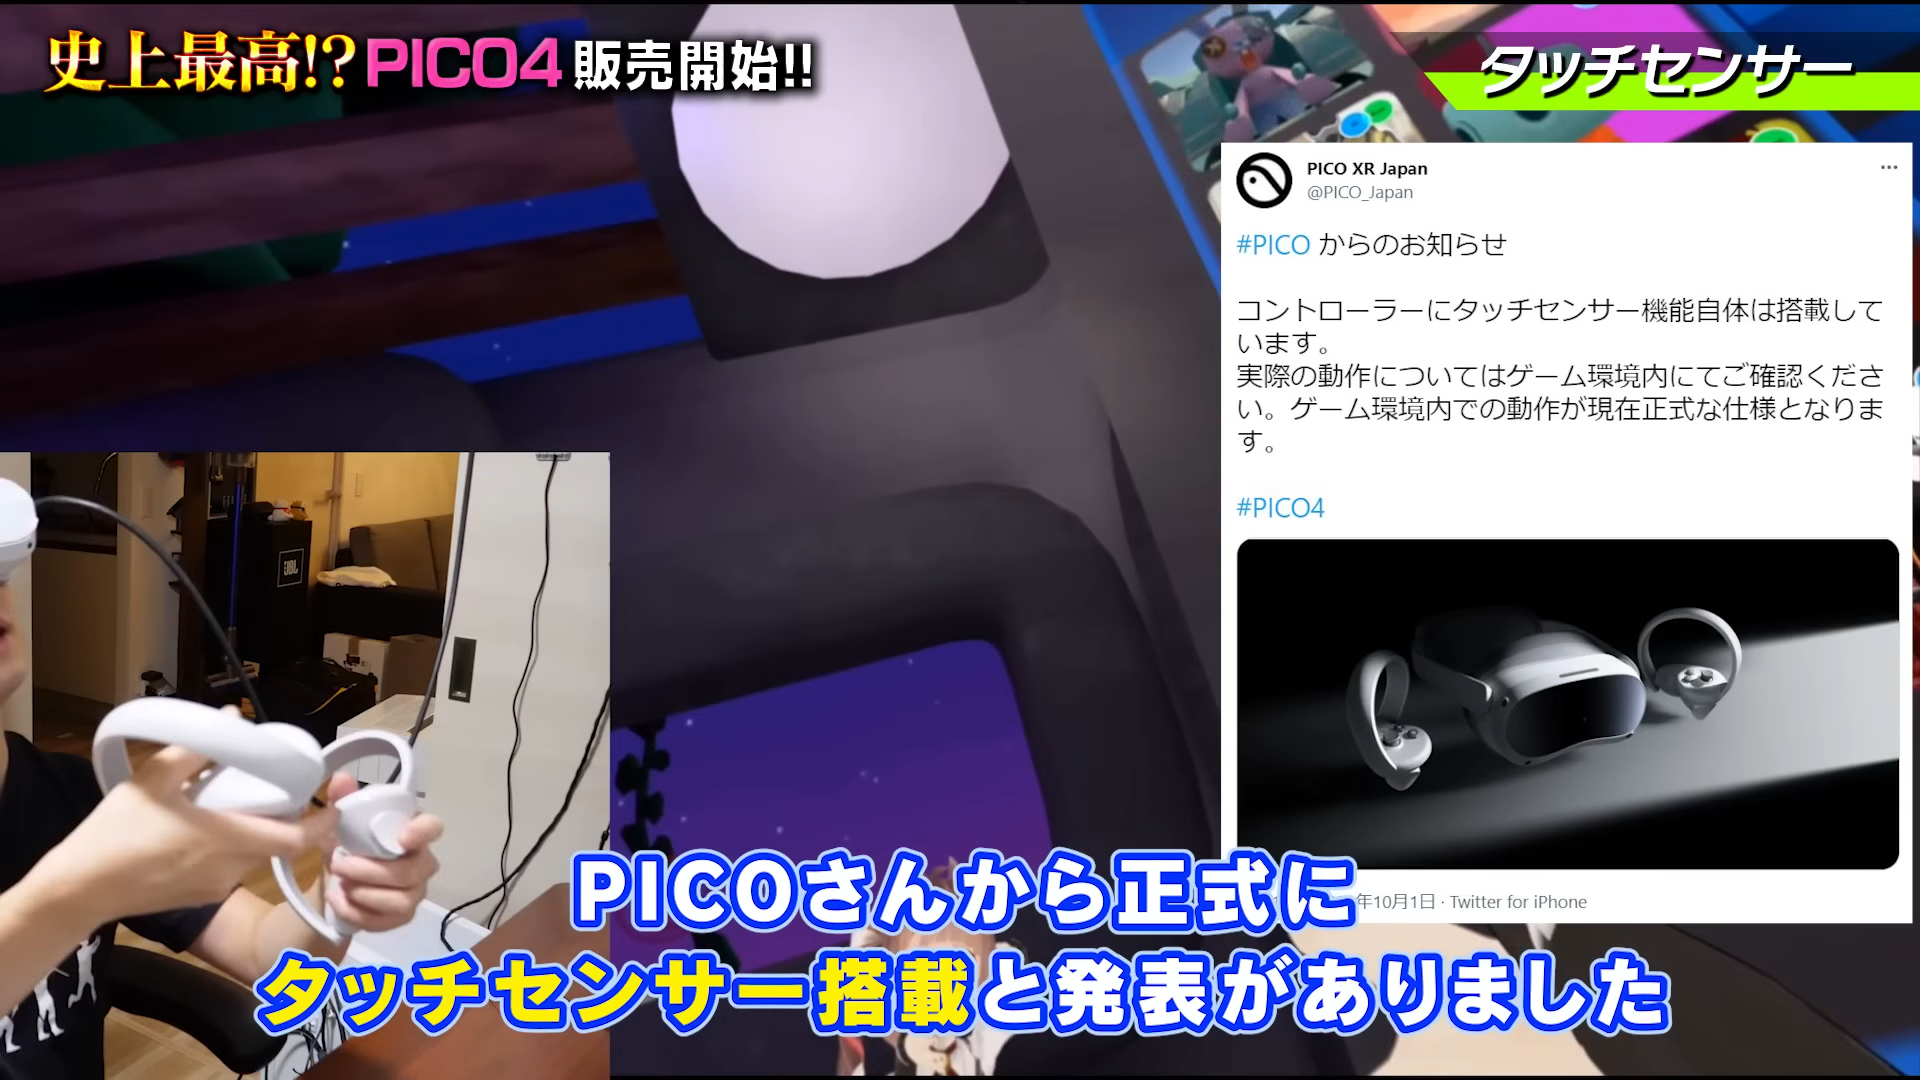 史上最高!?PICO4販売開始!!
タッチセンサー
PICO XR Japan
@PICO_Japan
#PICO からのお知らせ
コントローラーにタッチセンサー機能自体は搭載して
います。
実際の動作についてはゲーム環境内にてご確認くださ
い。ゲーム環境内での動作が現在正式な仕様となりま
す。
#PICO4
年10月1日 · Twitter for iPhone
JBL
PICOさんから正式に
タッチセンサー搭載と発表がありました